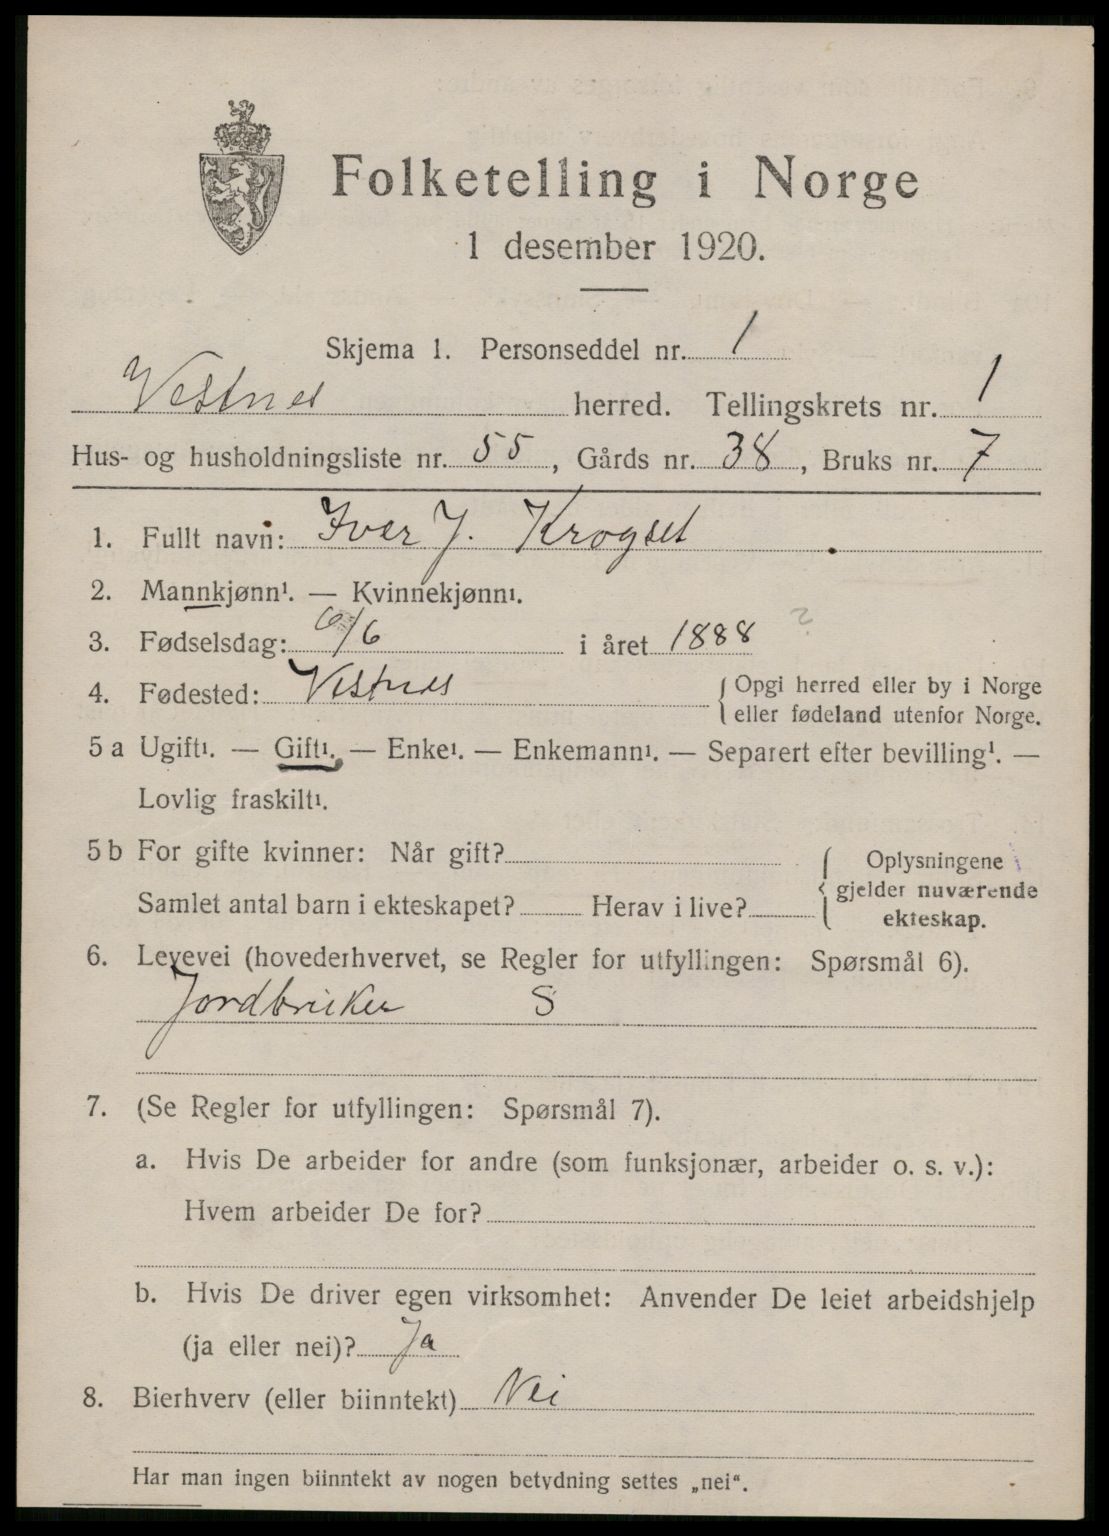 Folketelling i Norge
1 desember 1920.
Skjema 1. Personseddel nr. 1
Vestnes herred. Tellingskrets nr. 1
Hus- og husholdningsliste nr. 55, Gårds nr. 38, Bruks nr. 7
1. Fullt navn: Iver J. Krogset
2. Mannkjønn¹. — Kvinnekjønn¹.
3. Fødselsdag: 6/6 i året 1888 ?
4. Fødested: Vestnes { Opgi herred eller by i Norge
eller fødeland utenfor Norge.
5 a Ugift¹. — Gift¹. — Enke¹. — Enkemann¹. — Separert efter bevilling¹. —
Lovlig fraskilt¹.
5 b For gifte kvinner: Når gift? { Oplysningene
gjelder nuværende
ekteskap.
Samlet antal barn i ekteskapet? Herav i live?
6. Levevei (hovederhvervet, se Regler for utfyllingen: Spørsmål 6).
Jordbruker S
7. (Se Regler for utfyllingen: Spørsmål 7).
a. Hvis De arbeider for andre (som funksjonær, arbeider o. s. v.):
Hvem arbeider De for?
b. Hvis De driver egen virksomhet: Anvender De leiet arbeidshjelp
(ja eller nei)? Ja
8. Bierhverv (eller biinntekt) Nei
Har man ingen biinntekt av nogen betydning settes „nei“.